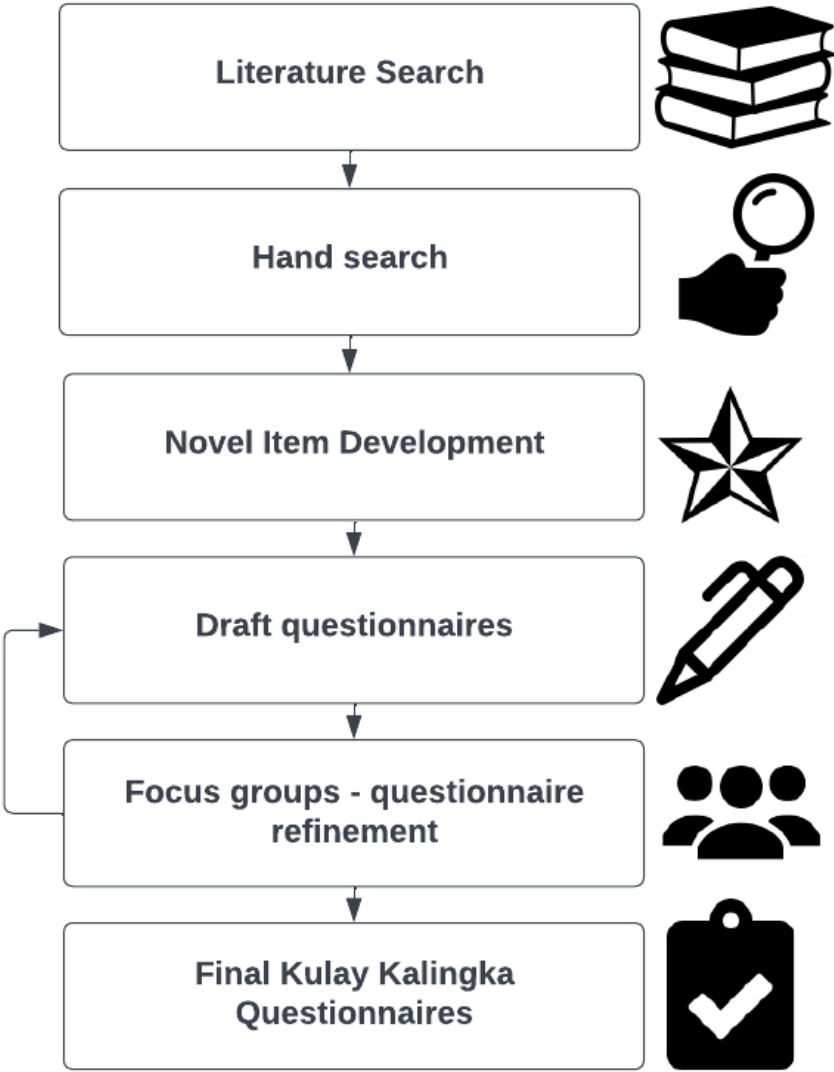 Literature Search
Hand search
Novel Item Development
Draft questionnaires
Focus groups - questionnaire
refinement
Final Kulay Kalingka
Questionnaires